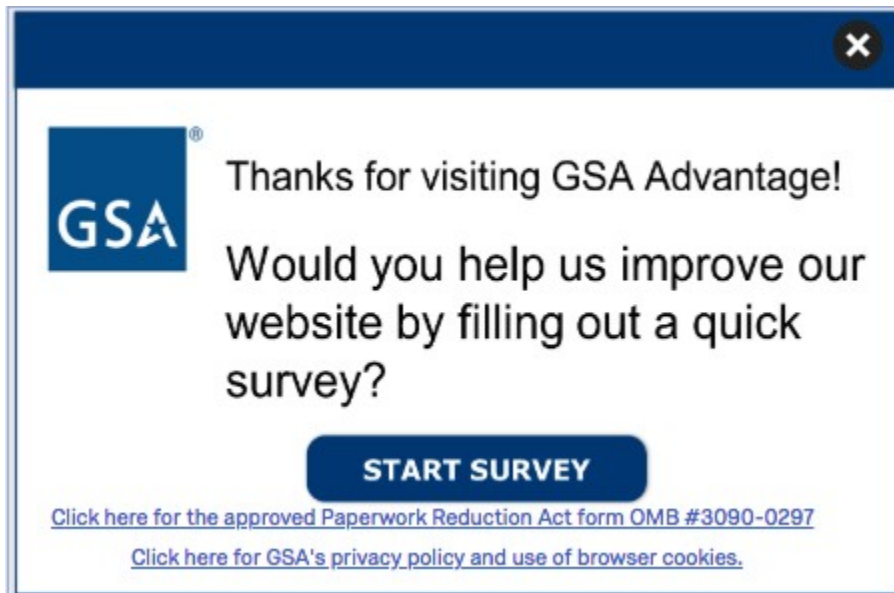 GSA®
Thanks for visiting GSA Advantage!
Would you help us improve our
website by filling out a quick
survey?
START SURVEY
Click here for the approved Paperwork Reduction Act form OMB #3090-0297
Click here for GSA's privacy policy and use of browser cookies.